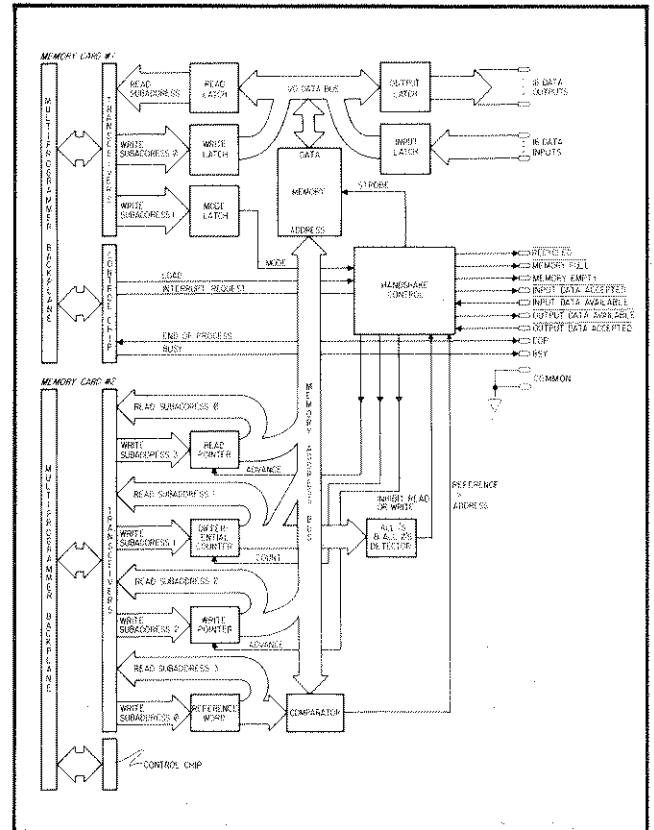 MEMORY CARD #1
MULTIPROGRAMMER BACKPLANE
TRANSCEIVERS
READ
SUBADDRESS
READ
LATCH
I/O DATA BUS
OUTPUT
LATCH
16 DATA
OUTPUTS
WRITE
SUBADDRESS 0
WRITE
LATCH
INPUT
LATCH
16 DATA
INPUTS
DATA
MEMORY
ADDRESS
STROBE
WRITE
SUBADDRESS 1
MODE
LATCH
MODE
CONTROL CHIP
LOAD
INTERRUPT REQUEST
HANDSHAKE
CONTROL
RECYCLED
MEMORY FULL
MEMORY EMPTY
INPUT DATA ACCEPTED
INPUT DATA AVAILABLE
OUTPUT DATA AVAILABLE
OUTPUT DATA ACCEPTED
END OF PROCESS
EOP
BUSY
BSY
COMMON
MEMORY CARD #2
MULTIPROGRAMMER BACKPLANE
TRANSCEIVERS
MEMORY ADDRESS BUS
READ SUBADDRESS 0
WRITE
SUBADDRESS 3
READ
POINTER
ADVANCE
REFERENCE
>
ADDRESS
INHIBIT READ
OR WRITE
READ SUBADDRESS 1
WRITE
SUBADDRESS 1
DIFFER-
ENTIAL
COUNTER
COUNT
DETECTOR
READ SUBADDRESS 2
WRITE
SUBADDRESS 2
WRITE
POINTER
ADVANCE
READ SUBADDRESS 3
WRITE
SUBADDRESS 0
REFERENCE
WORD
COMPARATOR
CONTROL CHIP